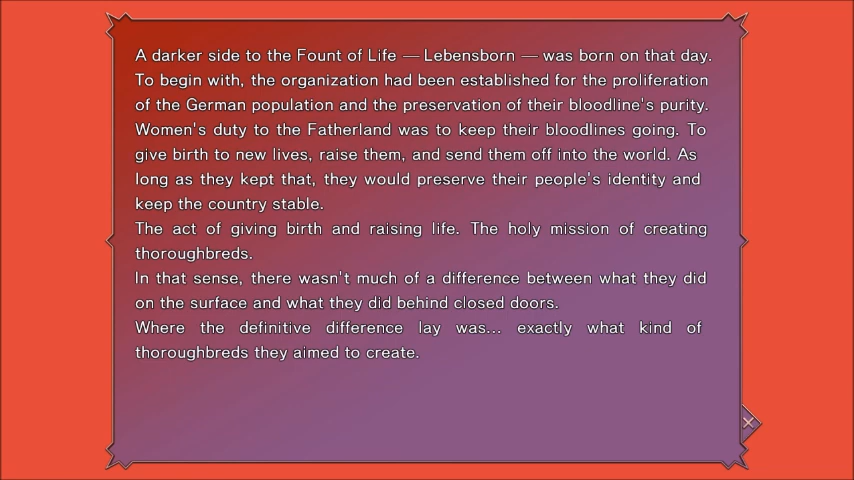 A darker side to the Fount of Life — Lebensborn — was born on that day.
To begin with, the organization had been established for the proliferation
of the German population and the preservation of their bloodline's purity.
Women's duty to the Fatherland was to keep their bloodlines going. To
give birth to new lives, raise them, and send them off into the world. As
long as they kept that, they would preserve their people's identity and
keep the country stable.
The act of giving birth and raising life. The holy mission of creating
thoroughbreds.
In that sense, there wasn't much of a difference between what they did
on the surface and what they did behind closed doors.
Where the definitive difference lay was... exactly what kind of
thoroughbreds they aimed to create.